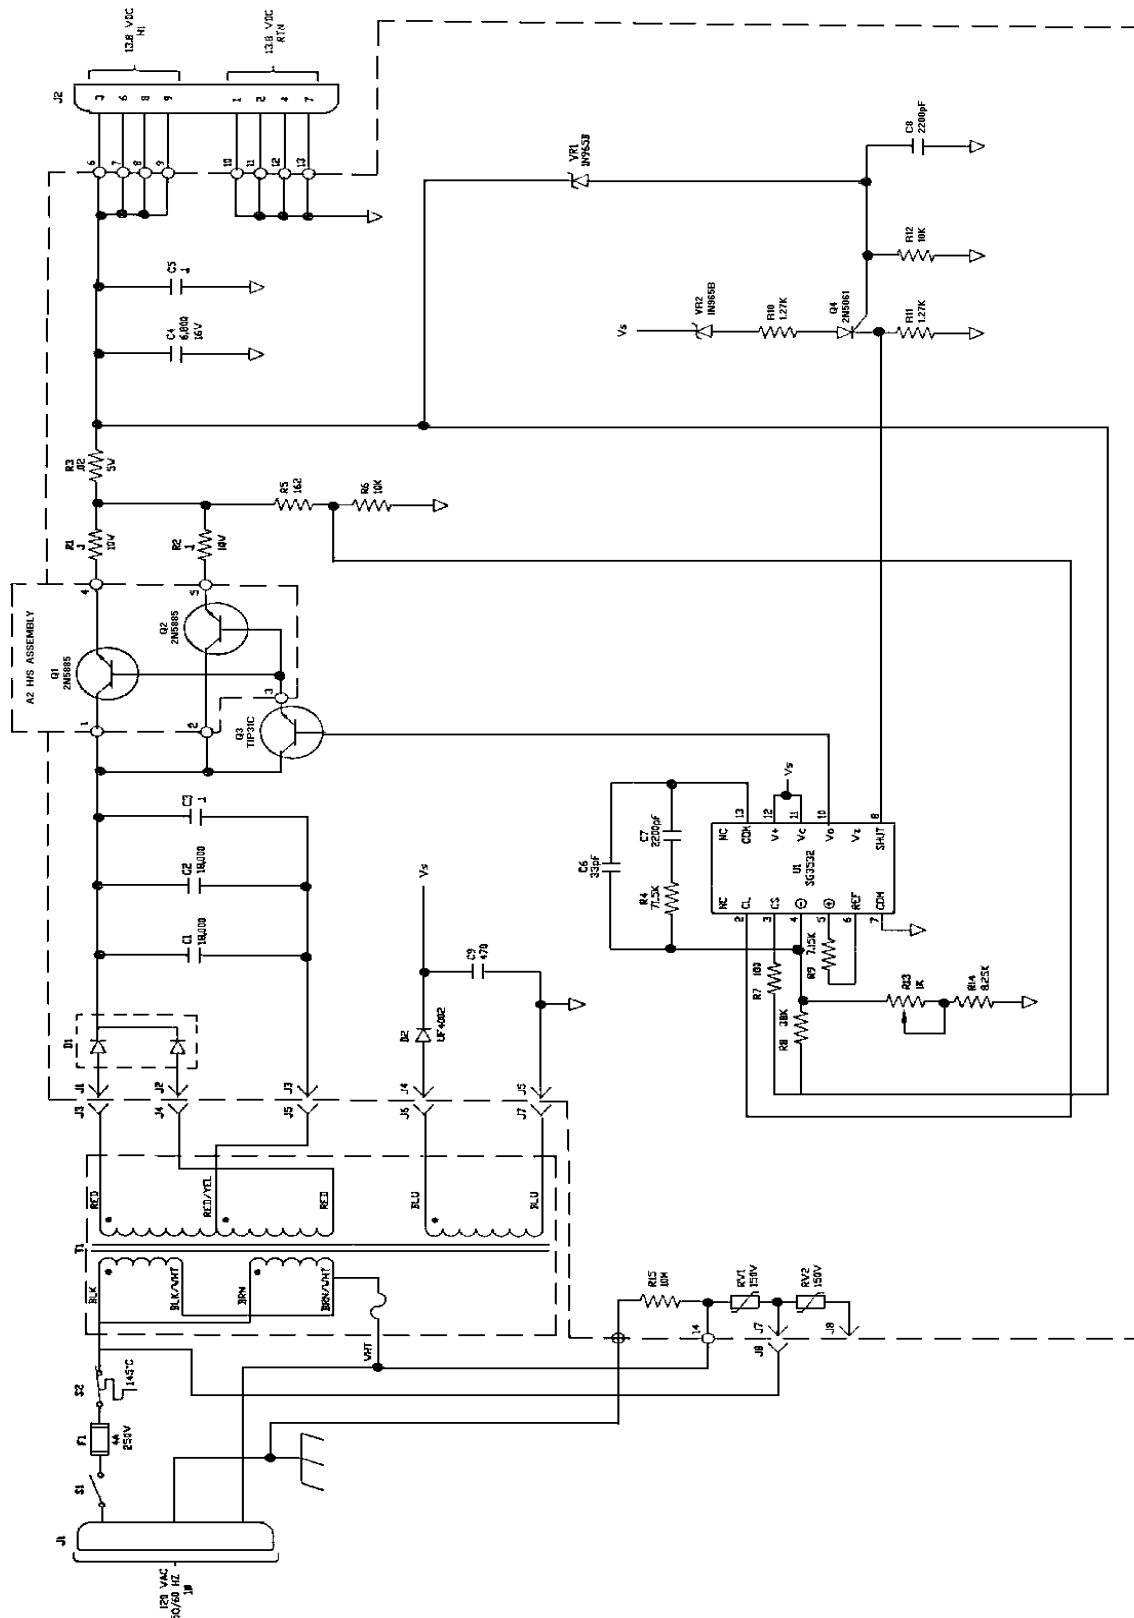 120 VAC
50/60 HZ
1Ø
J1
S1
F1
4A
250V
S2
145°C
T1
BLK
BLK/WHT
BRN
BRN/WHT
WHT
RED
RED/YEL
RED
BLU
BLU
J3
J1
J4
J2
J5
J3
J6
J4
J7
J5
D1
C1
18,000
C2
18,000
C3
.1
D2
UF4002
C9
470
Vs
A2 H/S ASSEMBLY
1
2
3
4
5
Q1
2N5885
Q2
2N5885
Q3
TIP31C
R1
.1
10W
R2
.1
10W
R3
.02
5W
R5
162
R6
10K
C4
6,800
16V
C5
.1
6
7
8
9
10
11
12
13
J2
3
6
8
9
1
2
4
7
13.8 VDC
HI
13.8 VDC
RTN
VR1
1N965B
C8
2200pF
R12
10K
Vs
VR2
1N965B
R10
1.27K
Q4
2N5061
R11
1.27K
C6
33pF
C7
2200pF
R4
71.5K
Vs
U1
SG3532
NC
COM
V+
Vc
Vo
Vz
SHUT
13
12
11
10
8
NC
CL
CS
⊖
⊕
REF
COM
2
3
4
5
6
7
R7
100
R9
7.15K
R8
38K
R13
1K
R14
8.25K
R15
10M
14
RV1
150V
RV2
150V
J8
J7
J8